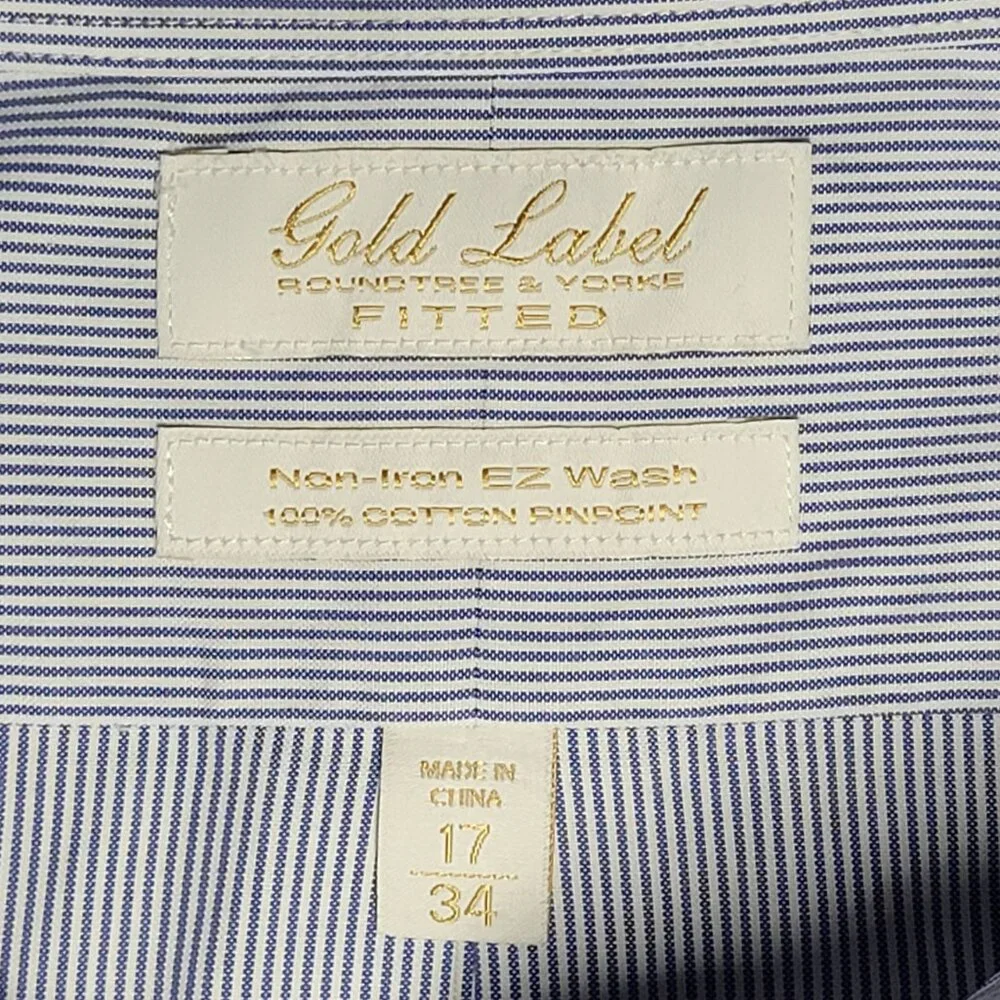 Gold Label
ROUNDTREE & YORKE
FITTED
Non-Iron EZ Wash
100% COTTON PINPOINT
MADE IN
CHINA
17
34